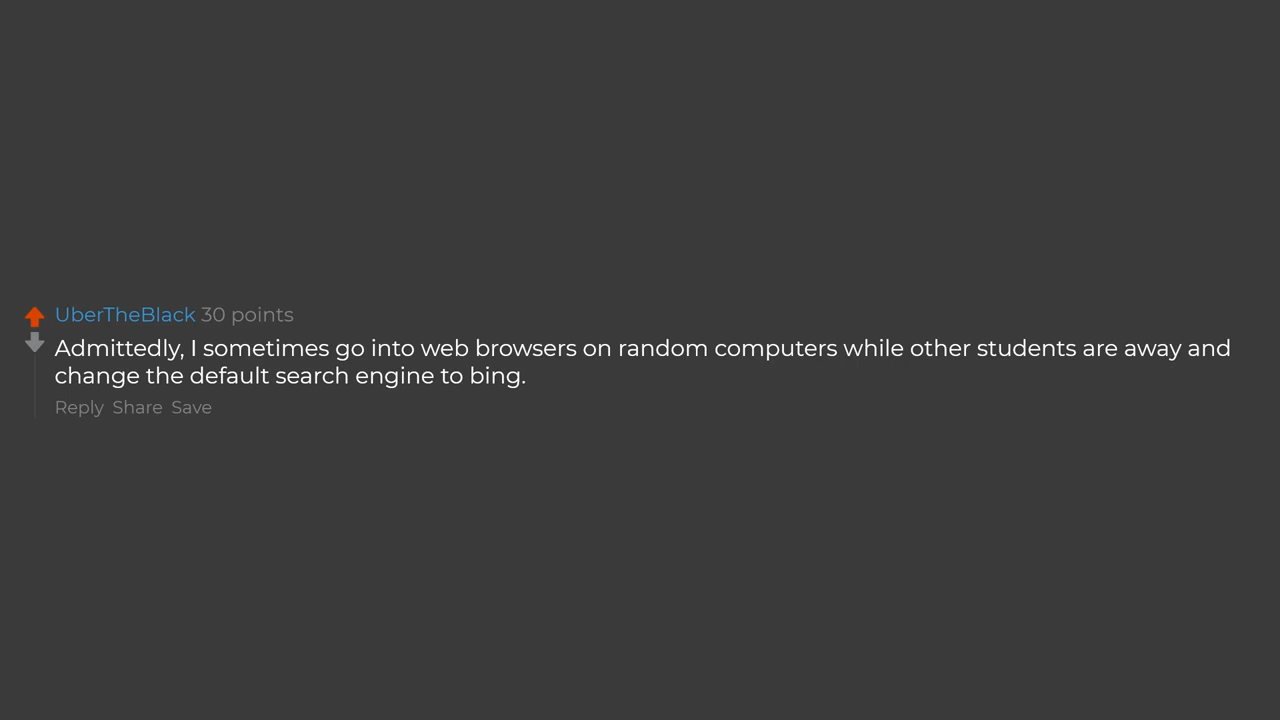 UberTheBlack 30 points
Admittedly, I sometimes go into web browsers on random computers while other students are away and
change the default search engine to bing.
Reply Share Save